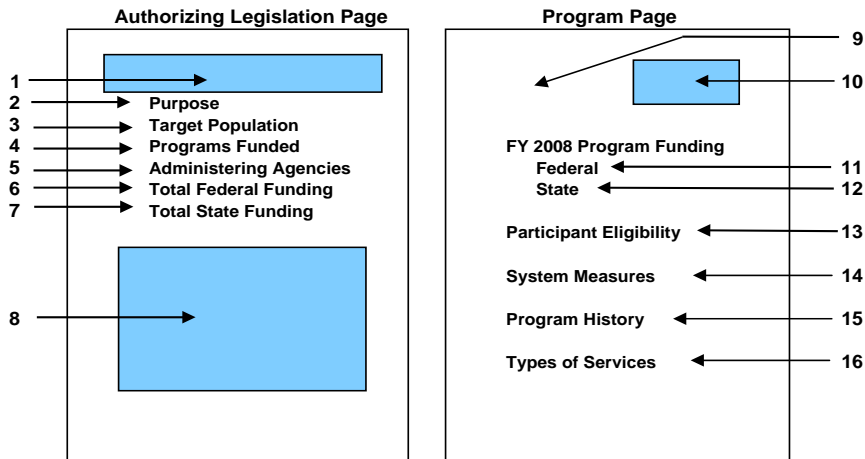 Authorizing Legislation Page
1
2 Purpose
3 Target Population
4 Programs Funded
5 Administering Agencies
6 Total Federal Funding
7 Total State Funding
8
Program Page
9
10
FY 2008 Program Funding
Federal 11
State 12
Participant Eligibility 13
System Measures 14
Program History 15
Types of Services 16